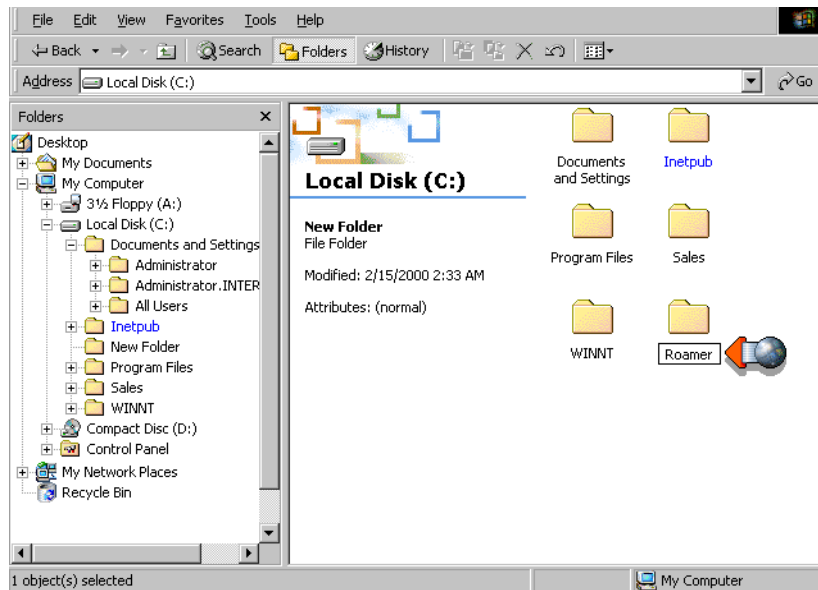 File Edit View Favorites Tools Help
Back Search Folders History
Address Local Disk (C:) Go
Folders
Desktop
My Documents
My Computer
3½ Floppy (A:)
Local Disk (C:)
Documents and Settings
Administrator
Administrator.INTER
All Users
Inetpub
New Folder
Program Files
Sales
WINNT
Compact Disc (D:)
Control Panel
My Network Places
Recycle Bin
Local Disk (C:)
New Folder
File Folder
Modified: 2/15/2000 2:33 AM
Attributes: (normal)
Documents
and Settings
Inetpub
Program Files
Sales
WINNT
Roamer
1 object(s) selected
My Computer